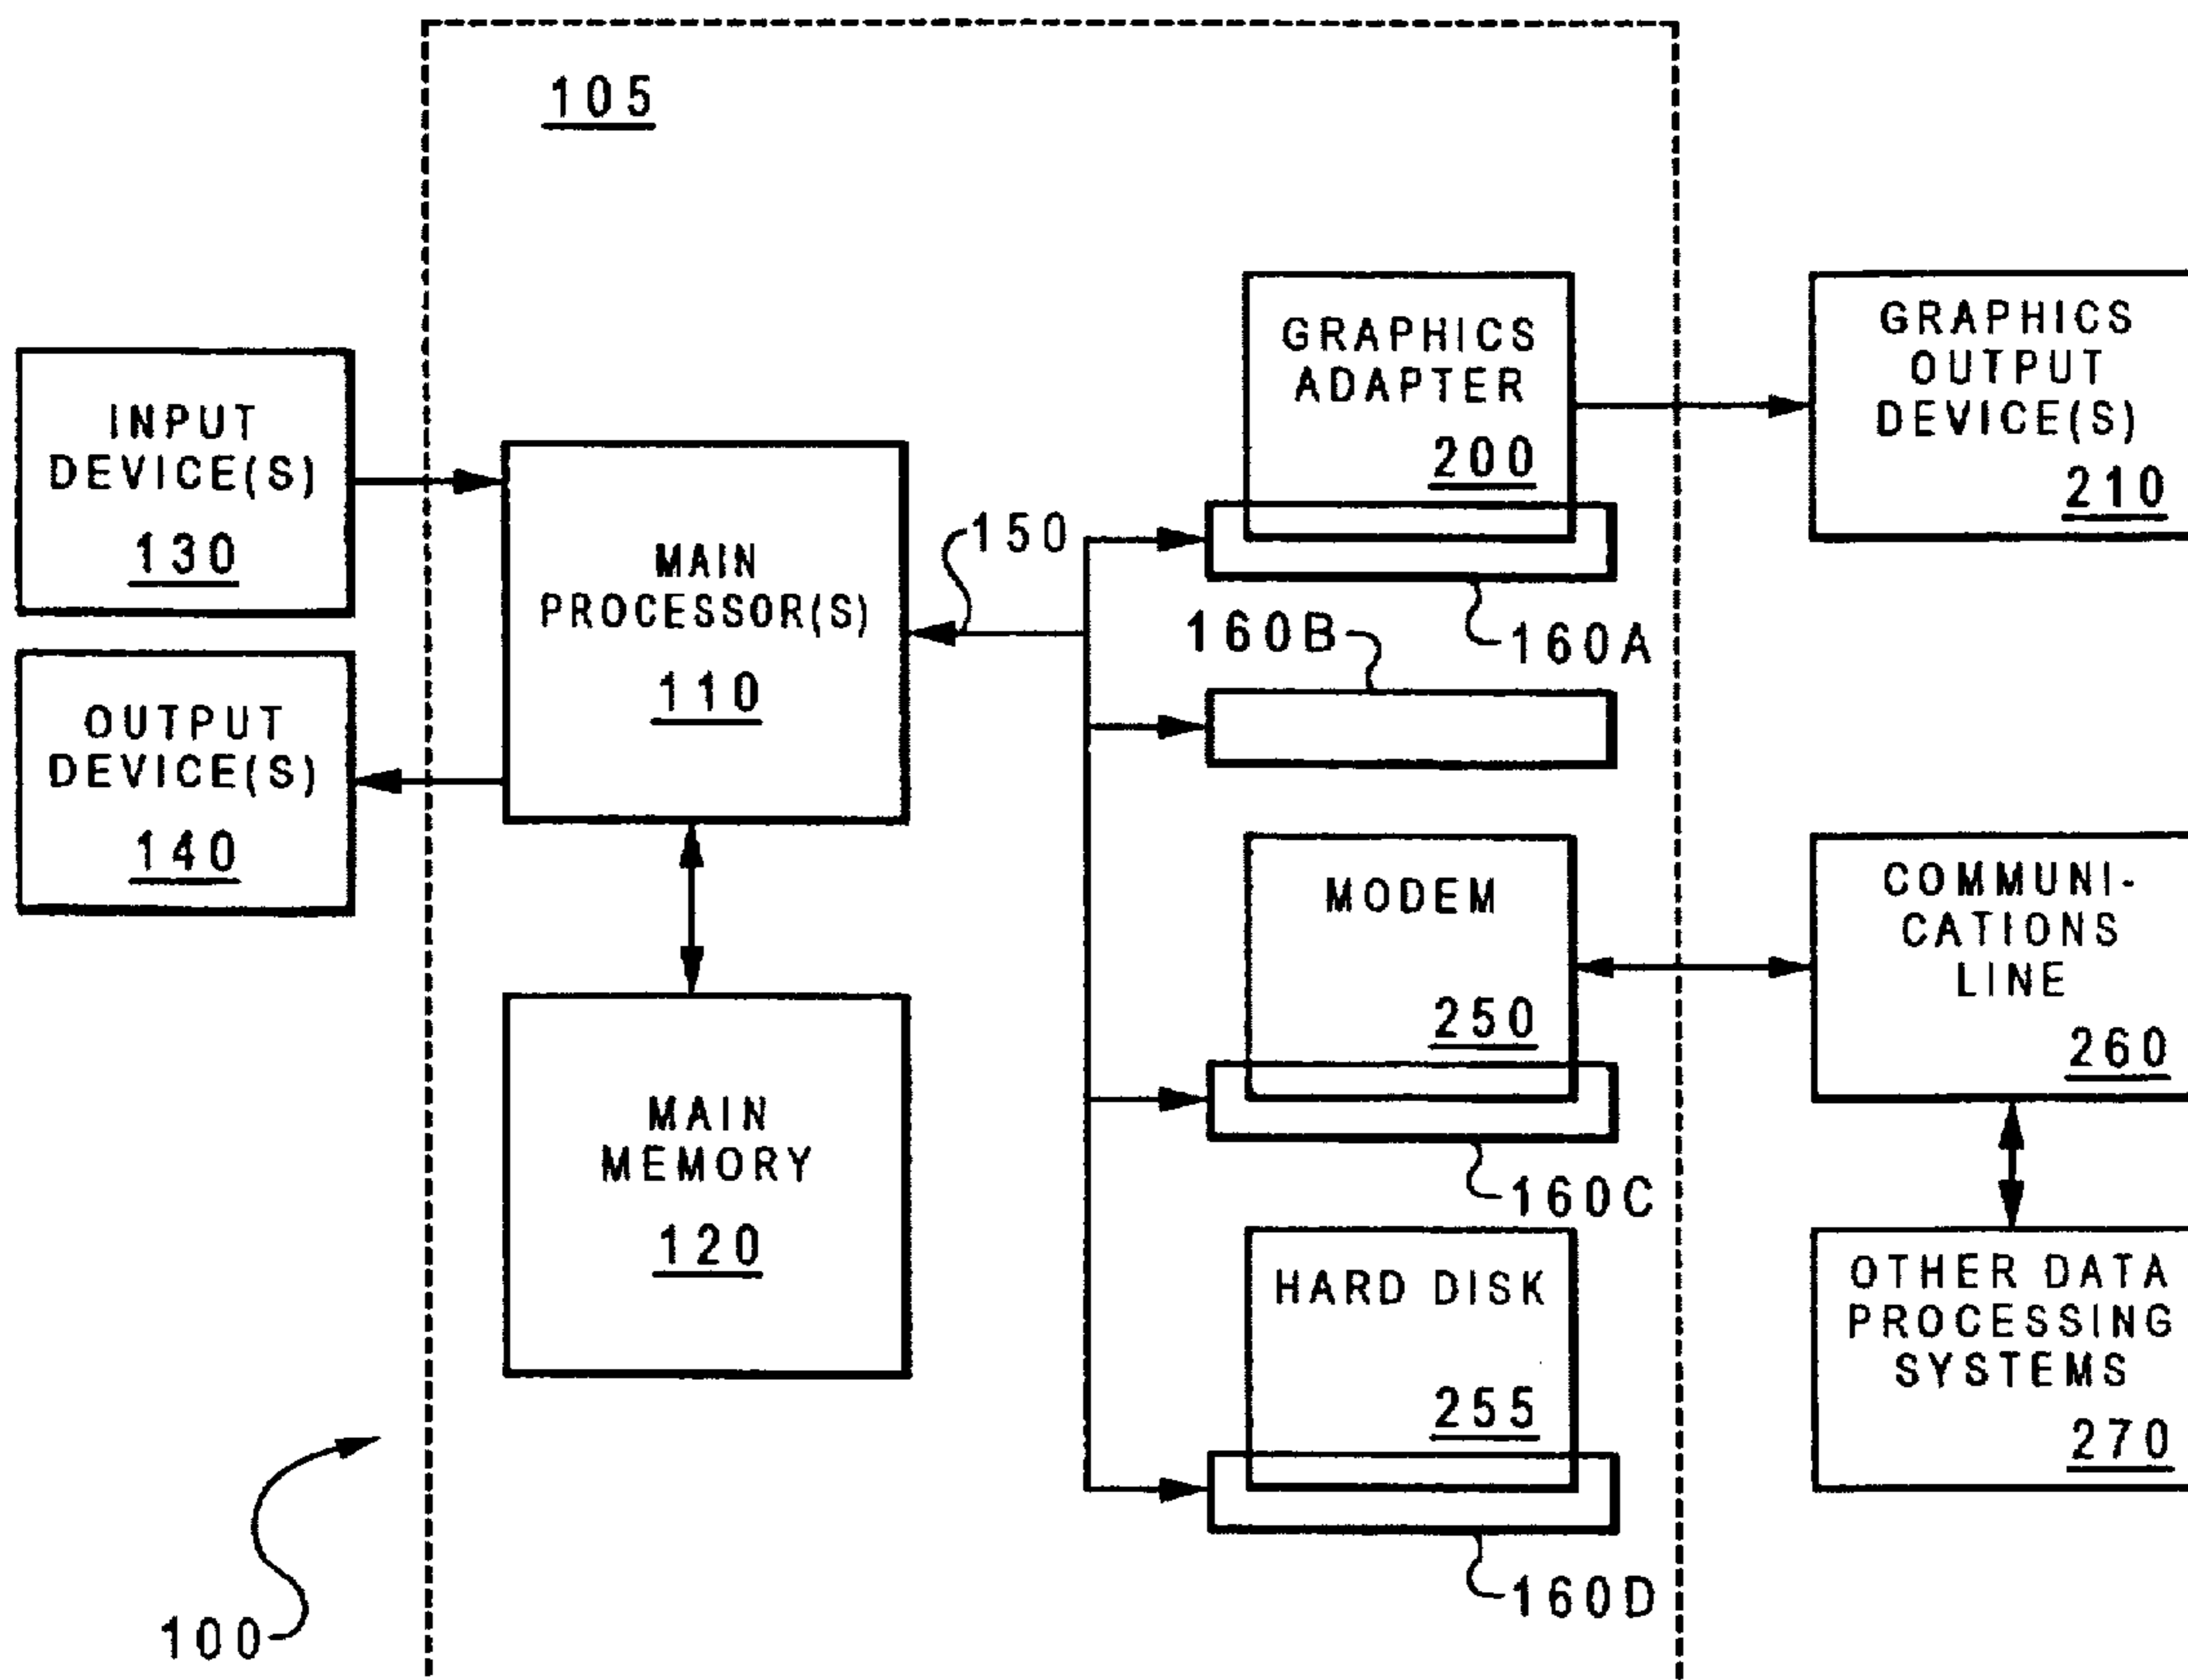 105
INPUT
DEVICE(S)
130
OUTPUT
DEVICE(S)
140
MAIN
PROCESSOR(S)
110
MAIN
MEMORY
120
150
GRAPHICS
ADAPTER
200
160A
160B
MODEM
250
160C
HARD DISK
255
160D
GRAPHICS
OUTPUT
DEVICE(S)
210
COMMUNI-
CATIONS
LINE
260
OTHER DATA
PROCESSING
SYSTEMS
270
100